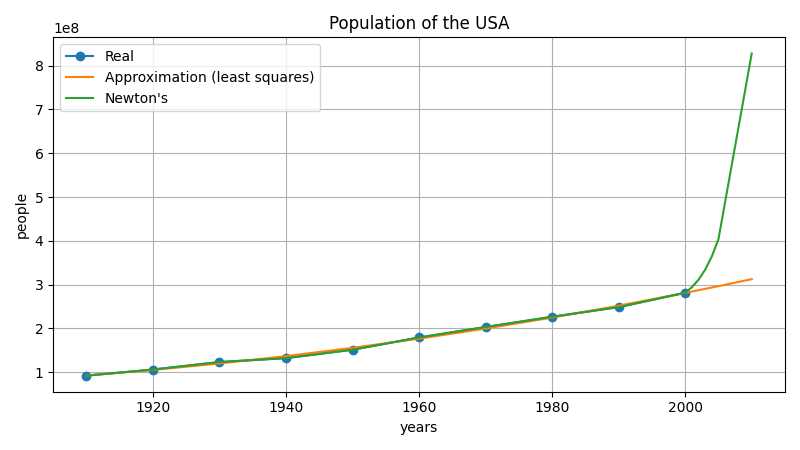 Population of the USA
1e8
Real
Approximation (least squares)
Newton's
8
7
6
5
4
3
2
1
people
1920
1940
1960
1980
2000
years